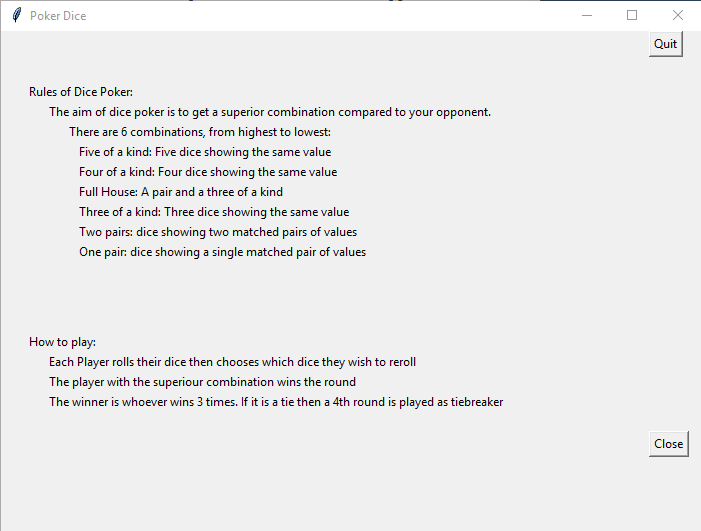 Poker Dice
Quit
Rules of Dice Poker:
The aim of dice poker is to get a superior combination compared to your opponent.
There are 6 combinations, from highest to lowest:
Five of a kind: Five dice showing the same value
Four of a kind: Four dice showing the same value
Full House: A pair and a three of a kind
Three of a kind: Three dice showing the same value
Two pairs: dice showing two matched pairs of values
One pair: dice showing a single matched pair of values
How to play:
Each Player rolls their dice then chooses which dice they wish to reroll
The player with the superiour combination wins the round
The winner is whoever wins 3 times. If it is a tie then a 4th round is played as tiebreaker
Close